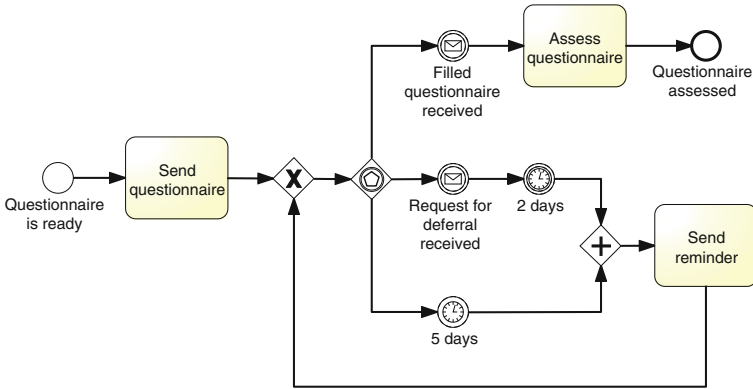 Questionnaire
is ready
Send
questionnaire
X
Filled
questionnaire
received
Assess
questionnaire
Questionnaire
assessed
Request for
deferral
received
2 days
5 days
Send
reminder